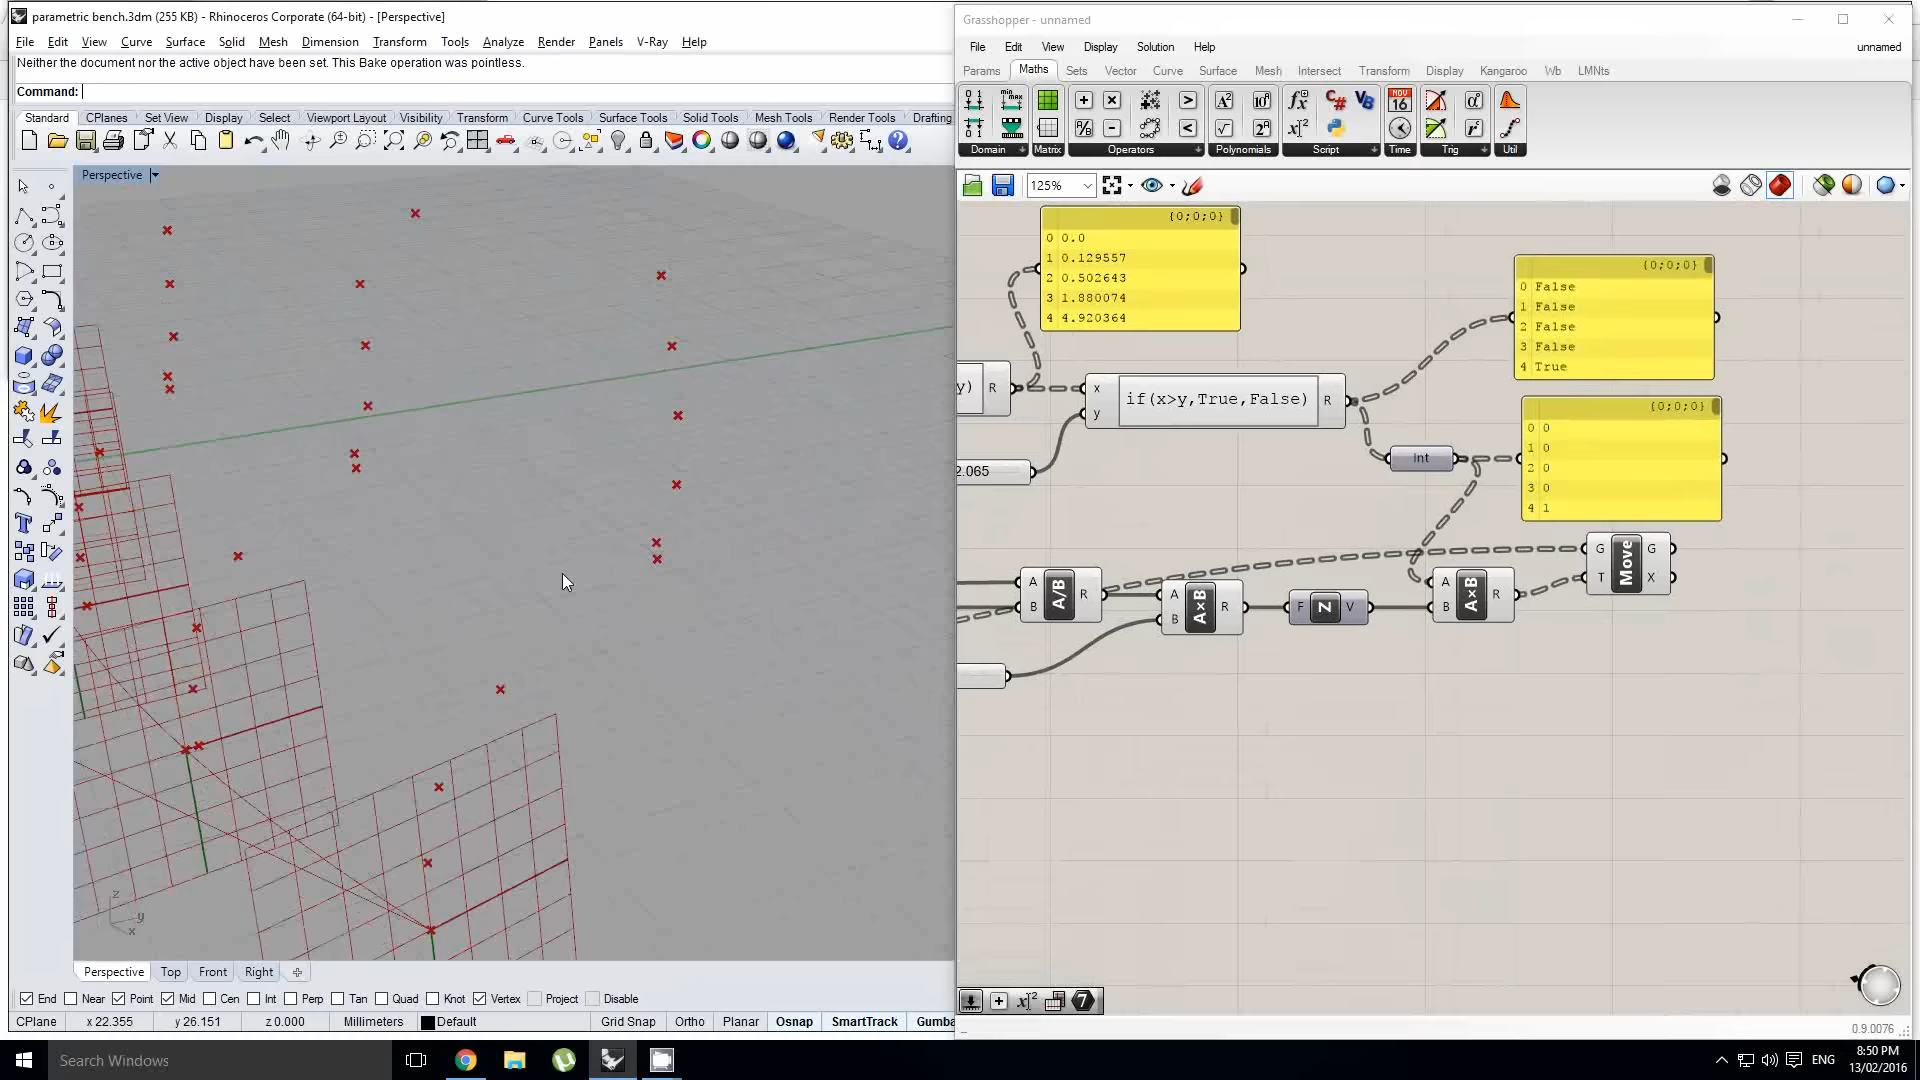 parametric bench.3dm (255 KB) - Rhinoceros Corporate (64-bit) - [Perspective]
File Edit View Curve Surface Solid Mesh Dimension Transform Tools Analyze Render Panels V-Ray Help
Neither the document nor the active object have been set. This Bake operation was pointless.
Command:
Standard CPlanes Set View Display Select Viewport Layout Visibility Transform Curve Tools Surface Tools Solid Tools Mesh Tools Render Tools Drafting
Perspective
z
y
x
Perspective Top Front Right
End Near Point Mid Cen Int Perp Tan Quad Knot Vertex Project Disable
CPlane x 22.355 y 26.151 z 0.000 Millimeters Default Grid Snap Ortho Planar Osnap SmartTrack Gumba
Grasshopper - unnamed
File Edit View Display Solution Help unnamed
Params Maths Sets Vector Curve Surface Mesh Intersect Transform Display Kangaroo Wb LMNts
Domain Matrix Operators Polynomials Script Time Trig Util
125%
{0;0;0}
0 0.0
1 0.129557
2 0.502643
3 1.880074
4 4.920364
{0;0;0}
0 False
1 False
2 False
3 False
4 True
y) R
x
y
if(x>y,True,False) R
2.065
Int
{0;0;0}
0 0
1 0
2 0
3 0
4 1
A
B
A/B
R
A
B
A×B
R
F Z V
A
B
A×B
R
G
T
Move
G
X
0.9.0076
Search Windows
ENG
8:50 PM
13/02/2016